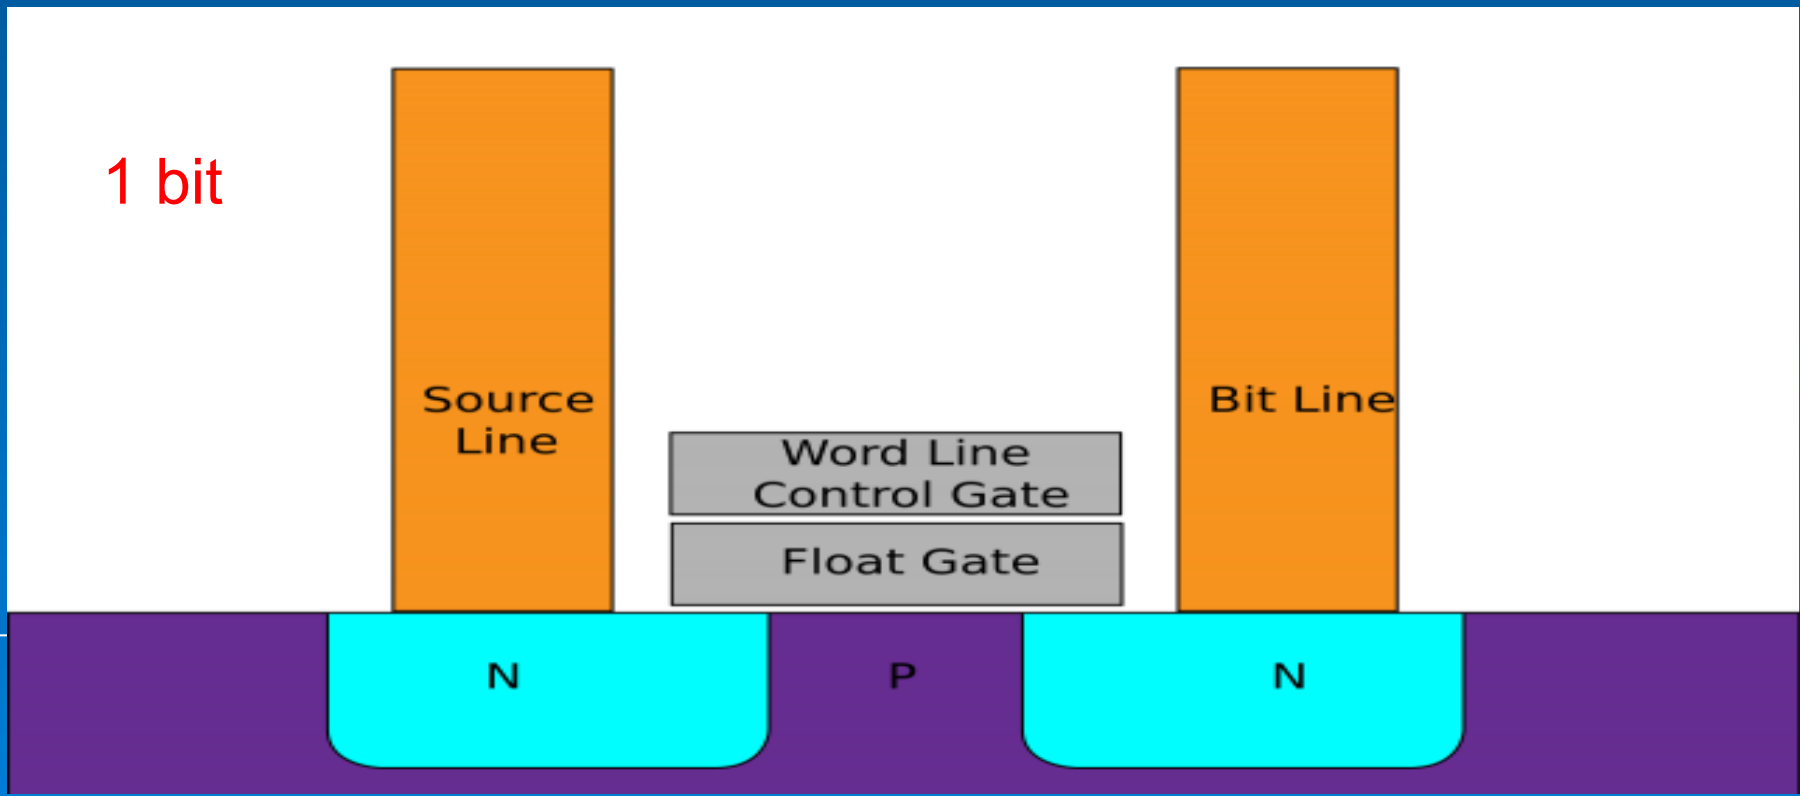 1 bit
Source
Line
Bit Line
Word Line
Control Gate
Float Gate
N
P
N